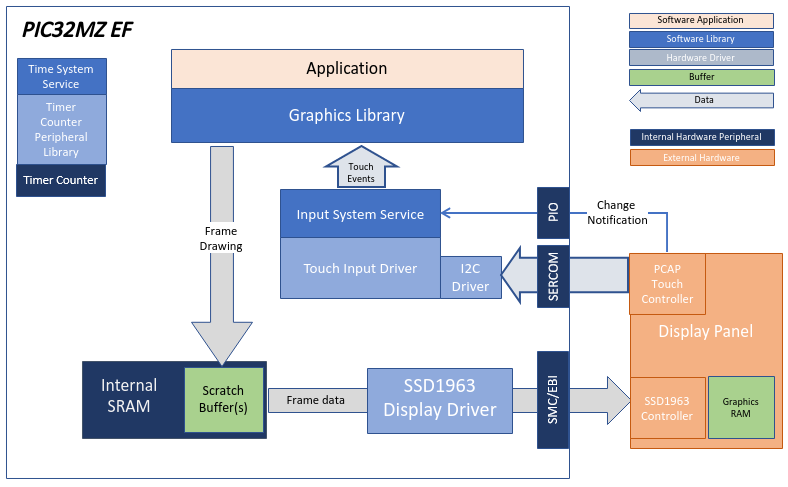 PIC32MZ EF
Time System
Service
Timer
Counter
Peripheral
Library
Timer Counter
Application
Graphics Library
Touch
Events
Frame
Drawing
Input System Service
Touch Input Driver
I2C
Driver
PIO
SERCOM
SMC/EBI
Change
Notification
PCAP
Touch
Controller
Display Panel
SSD1963
Controller
Graphics
RAM
Internal
SRAM
Scratch
Buffer(s)
Frame data
SSD1963
Display Driver
Software Application
Software Library
Hardware Driver
Buffer
Data
Internal Hardware Peripheral
External Hardware